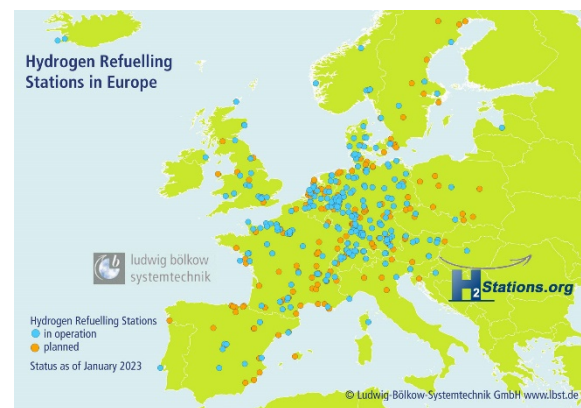 Hydrogen Refuelling
Stations in Europe
b
ludwig bölkow
systemtechnik
H2Stations.org
Hydrogen Refuelling Stations
in operation
planned
Status as of January 2023
© Ludwig-Bölkow-Systemtechnik GmbH www.lbst.de